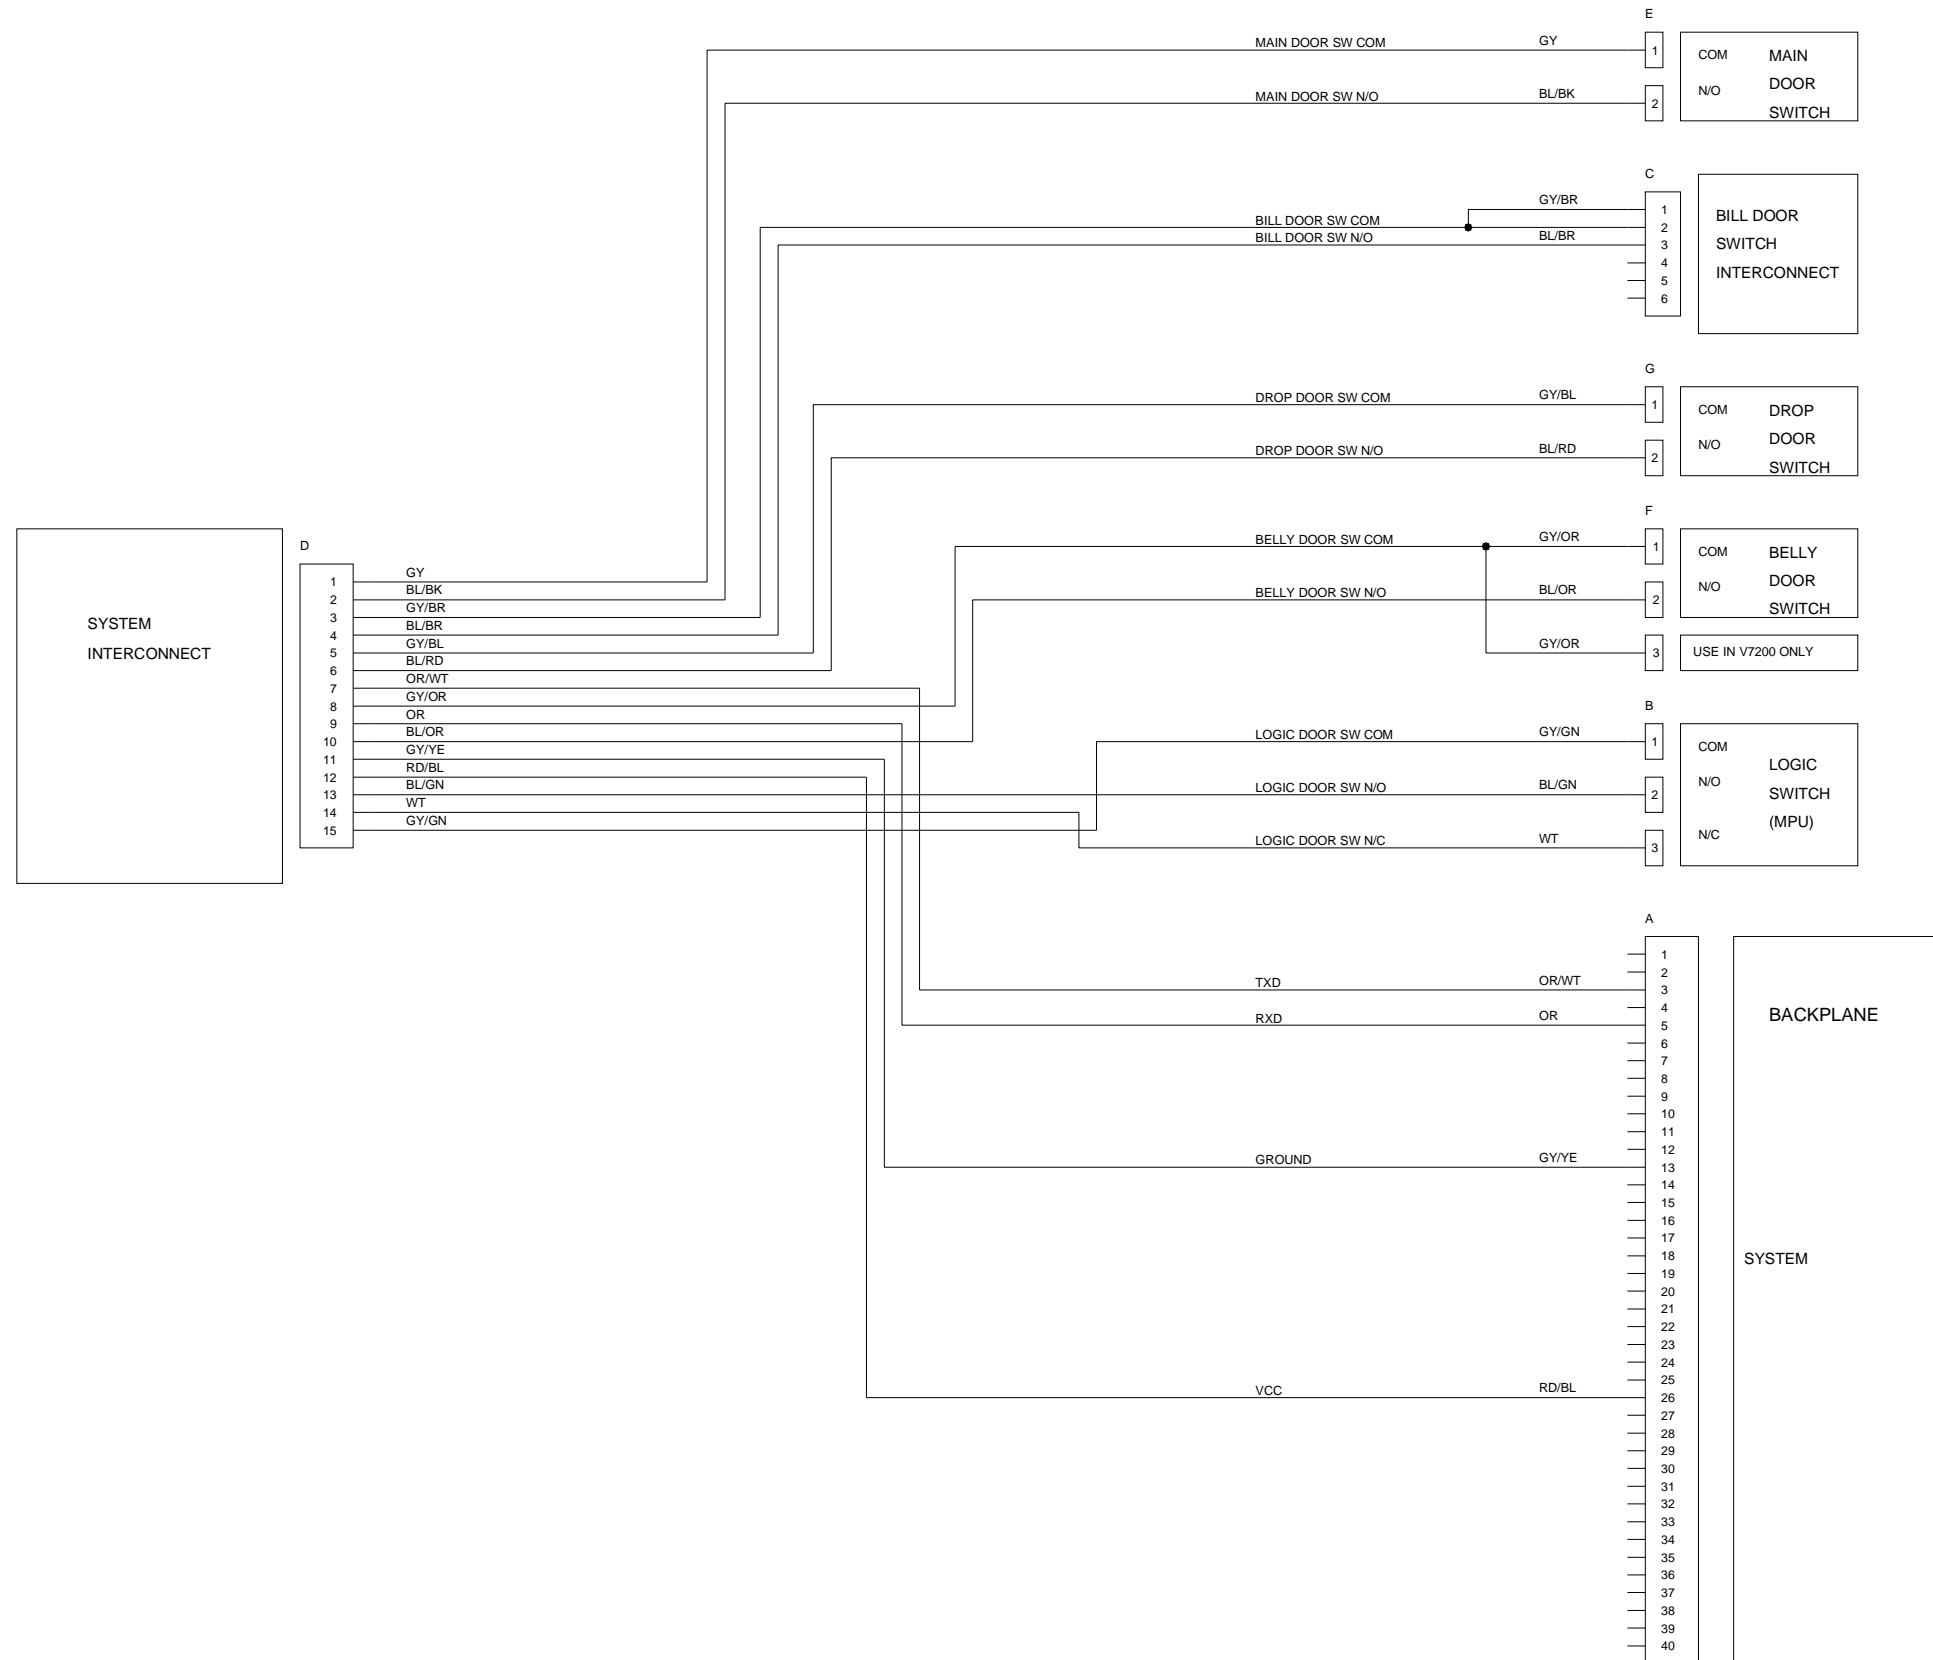 E
MAIN DOOR SW COM GY 1 COM MAIN
DOOR
MAIN DOOR SW N/O BL/BK 2 N/O SWITCH
C
GY/BR 1
BILL DOOR SW COM 2
BILL DOOR SW N/O BL/BR 3
4
5
6
BILL DOOR
SWITCH
INTERCONNECT
G
DROP DOOR SW COM GY/BL 1 COM DROP
DOOR
DROP DOOR SW N/O BL/RD 2 N/O SWITCH
F
BELLY DOOR SW COM GY/OR 1 COM BELLY
DOOR
BELLY DOOR SW N/O BL/OR 2 N/O SWITCH
GY/OR 3 USE IN V7200 ONLY
SYSTEM
INTERCONNECT
D
1 GY
2 BL/BK
3 GY/BR
4 BL/BR
5 GY/BL
6 BL/RD
7 OR/WT
8 GY/OR
9 OR
10 BL/OR
11 GY/YE
12 RD/BL
13 BL/GN
14 WT
15 GY/GN
B
LOGIC DOOR SW COM GY/GN 1 COM
LOGIC DOOR SW N/O BL/GN 2 N/O
LOGIC DOOR SW N/C WT 3 N/C
LOGIC
SWITCH
(MPU)
A
1
2
TXD OR/WT 3
4
RXD OR 5
6
7
8
9
10
11
12
GROUND GY/YE 13
14
15
16
17
18
19
20
21
22
23
24
25
VCC RD/BL 26
27
28
29
30
31
32
33
34
35
36
37
38
39
40
BACKPLANE
SYSTEM